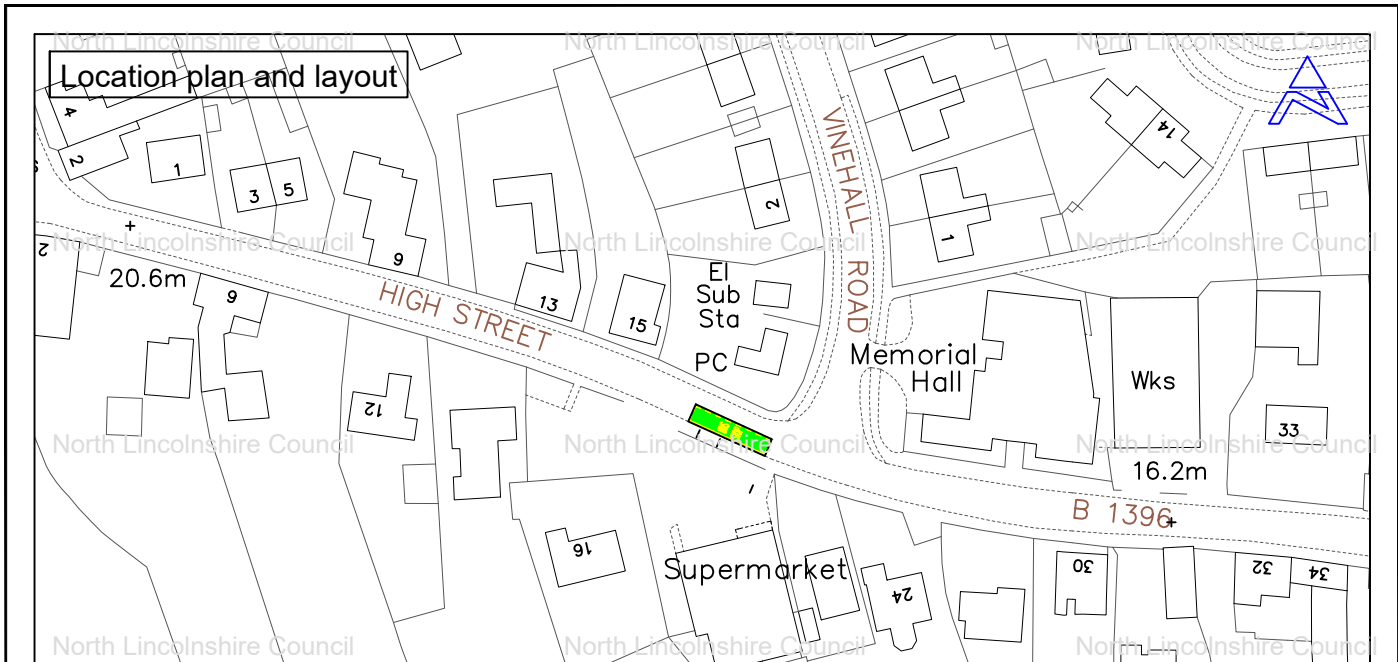 North Lincolnshire Council North Lincolnshire Council North Lincolnshire Council
Location plan and layout
4
2
1
3
5
9
13
15
2
1
14
VINEHALL ROAD
HIGH STREET
North Lincolnshire Council North Lincolnshire Council North Lincolnshire Council
2
20.6m
9
El
Sub
Sta
PC
Memorial
Hall
Wks
33
12
North Lincolnshire Council North Lincolnshire Council North Lincolnshire Council
16.2m
B 1396
16
Supermarket
24
30
32
34
North Lincolnshire Council North Lincolnshire Council North Lincolnshire Council